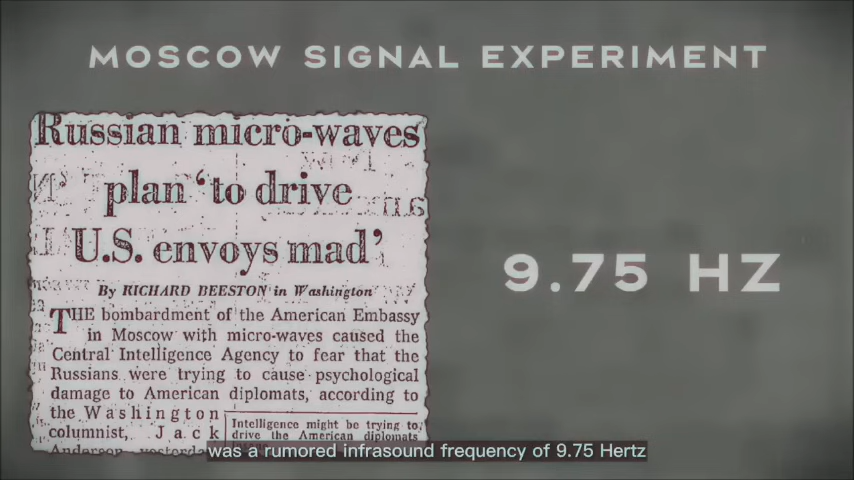 MOSCOW SIGNAL EXPERIMENT
Russian micro-waves
plan 'to drive
U.S. envoys mad'
By RICHARD BEESTON in Washington
THE bombardment of the American Embassy
in Moscow with micro-waves caused the
Central Intelligence Agency to fear that the
Russians were trying to cause psychological
damage to American diplomats, according to
the Washington
columnist, Jack
Anderson yesterda
Intelligence might be trying to
drive the American diplomats
9.75 HZ
was a rumored infrasound frequency of 9.75 Hertz